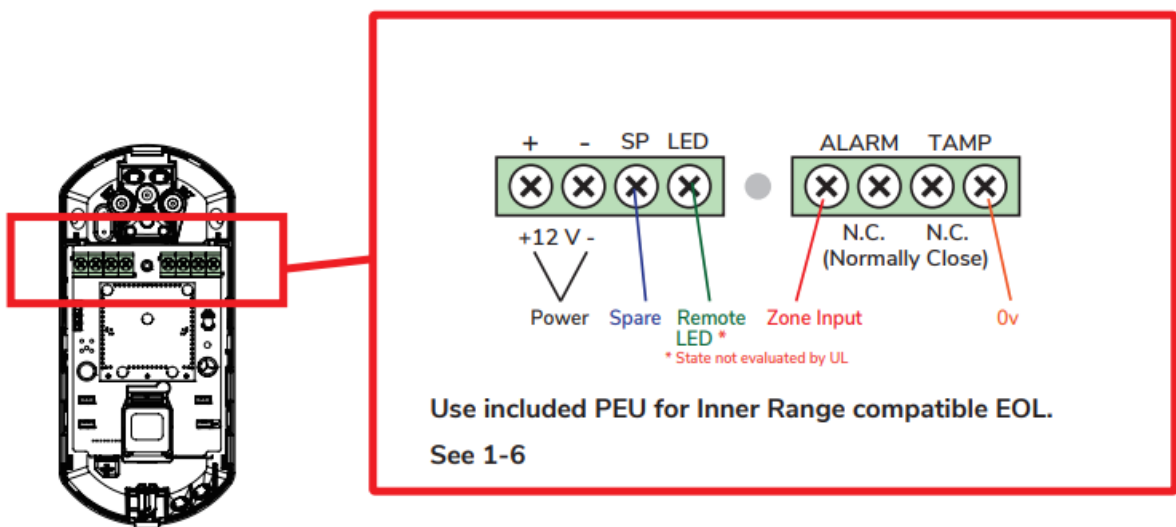 + - SP LED ALARM TAMP
+12 V - N.C. N.C.
(Normally Close)
Power Spare Remote LED * Zone Input 0v
* State not evaluated by UL
Use included PEU for Inner Range compatible EOL.
See 1-6